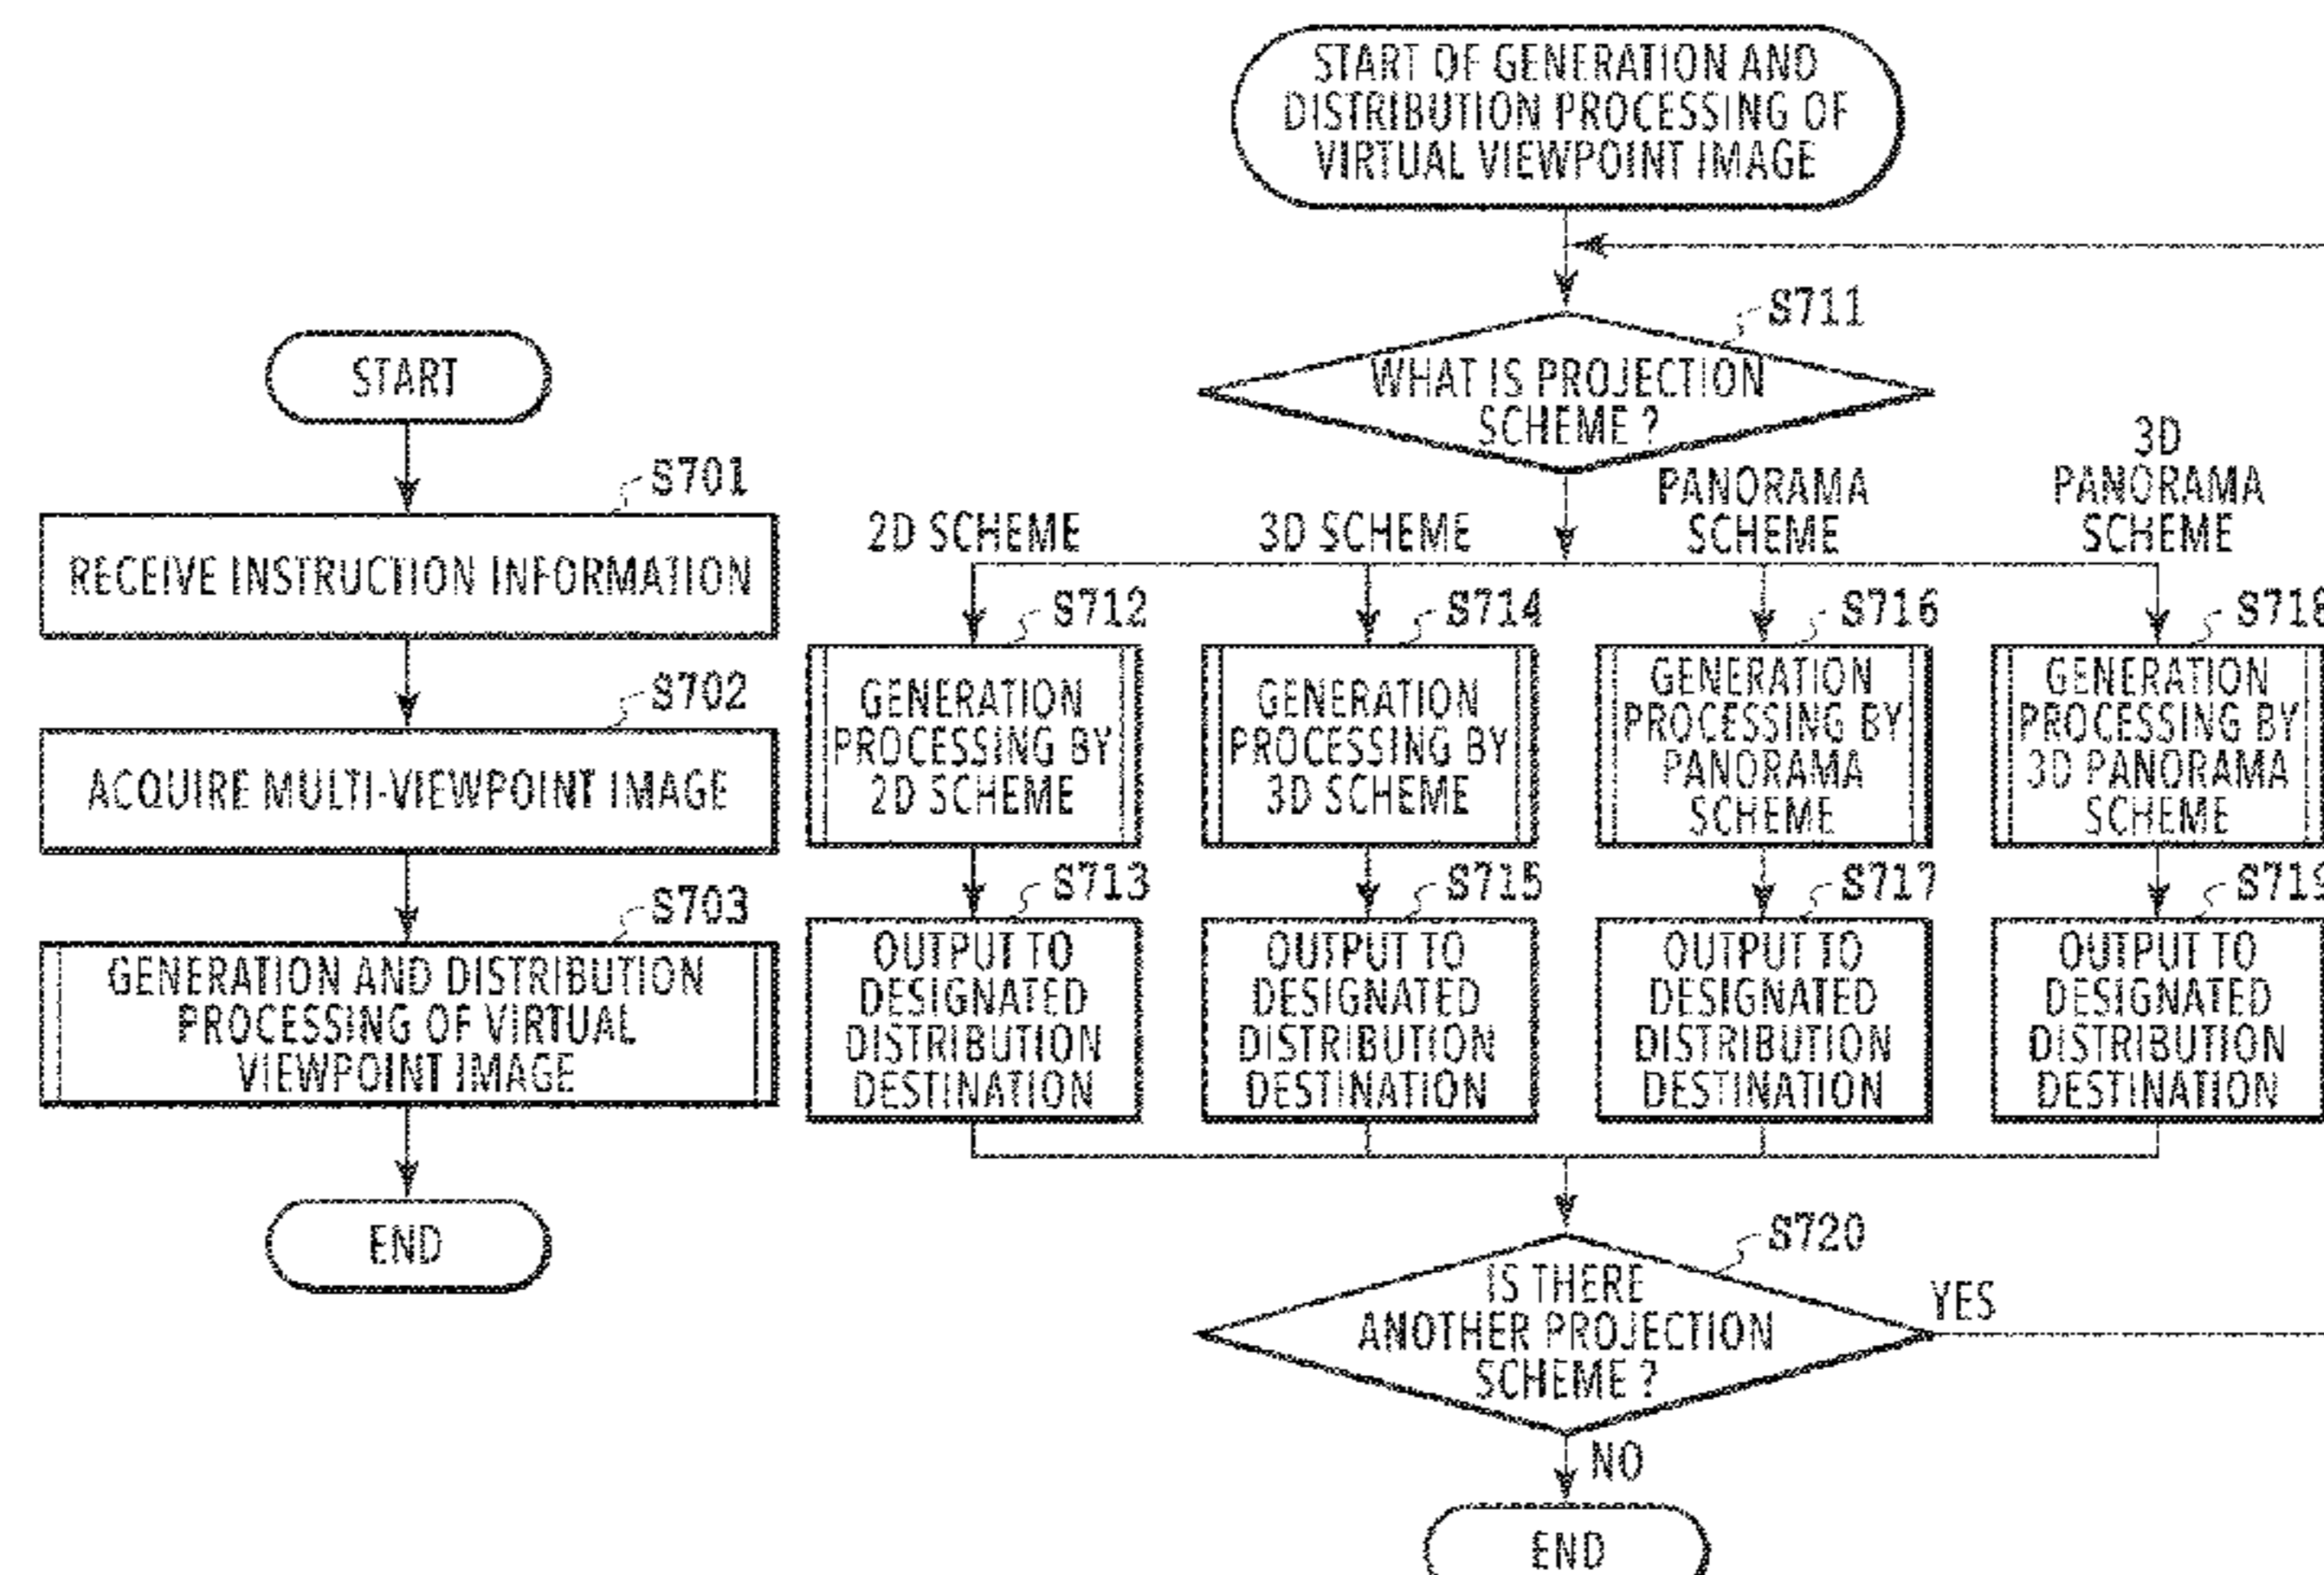 START
S701
RECEIVE INSTRUCTION INFORMATION
S702
ACQUIRE MULTI-VIEWPOINT IMAGE
S703
GENERATION AND DISTRIBUTION
PROCESSING OF VIRTUAL
VIEWPOINT IMAGE
END
START OF GENERATION AND
DISTRIBUTION PROCESSING OF
VIRTUAL VIEWPOINT IMAGE
S711
WHAT IS PROJECTION
SCHEME ?
2D SCHEME
3D SCHEME
PANORAMA
SCHEME
3D
PANORAMA
SCHEME
S712
GENERATION
PROCESSING BY
2D SCHEME
S714
GENERATION
PROCESSING BY
3D SCHEME
S716
GENERATION
PROCESSING BY
PANORAMA
SCHEME
S718
GENERATION
PROCESSING BY
3D PANORAMA
SCHEME
S713
OUTPUT TO
DESIGNATED
DISTRIBUTION
DESTINATION
S715
OUTPUT TO
DESIGNATED
DISTRIBUTION
DESTINATION
S717
OUTPUT TO
DESIGNATED
DISTRIBUTION
DESTINATION
S719
OUTPUT TO
DESIGNATED
DISTRIBUTION
DESTINATION
S720
IS THERE
ANOTHER PROJECTION
SCHEME ?
YES
NO
END